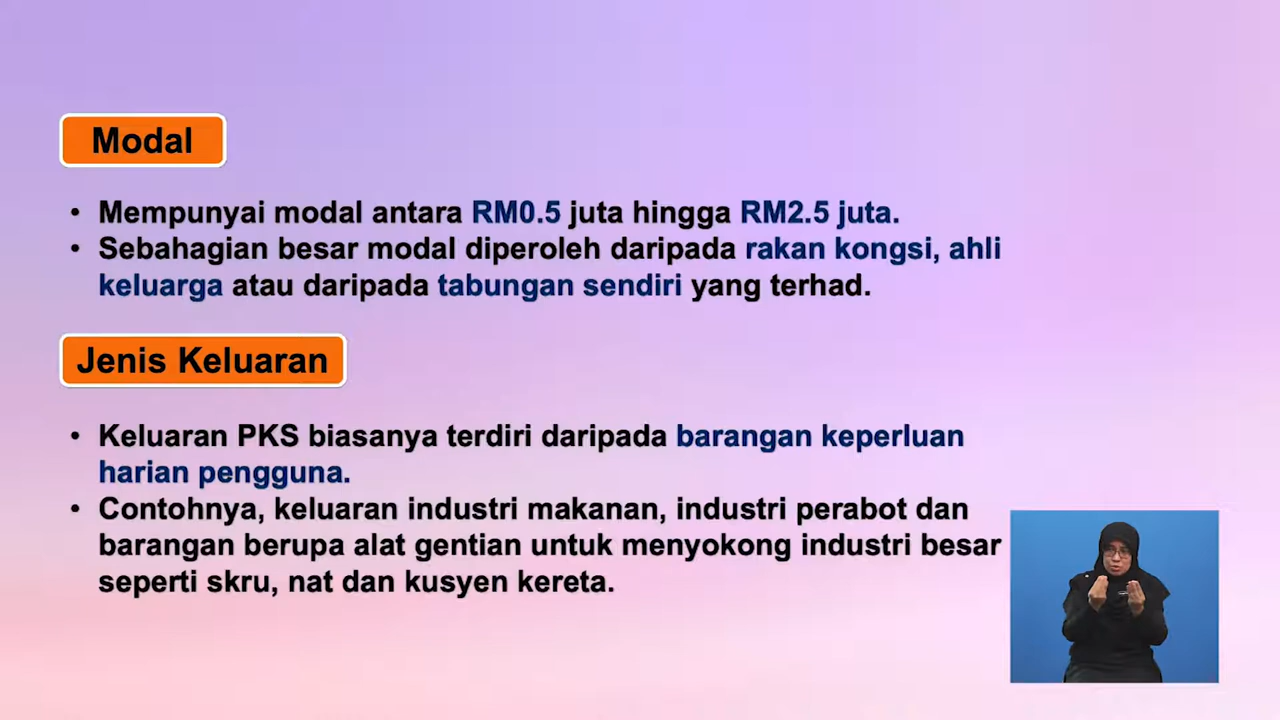 Modal
• Mempunyai modal antara RM0.5 juta hingga RM2.5 juta.
• Sebahagian besar modal diperoleh daripada rakan kongsi, ahli
keluarga atau daripada tabungan sendiri yang terhad.
Jenis Keluaran
• Keluaran PKS biasanya terdiri daripada barangan keperluan
harian pengguna.
• Contohnya, keluaran industri makanan, industri perabot dan
barangan berupa alat gentian untuk menyokong industri besar
seperti skru, nat dan kusyen kereta.